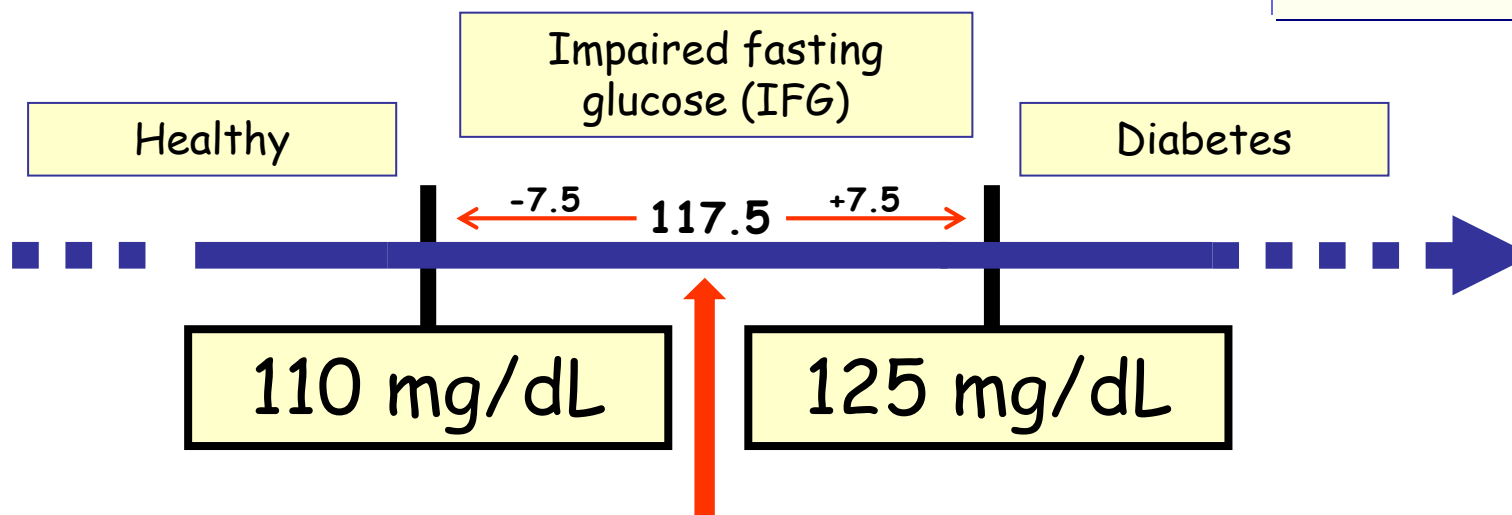 Impaired fasting
glucose (IFG)
Healthy
Diabetes
-7.5
117.5
+7.5
110 mg/dL
125 mg/dL